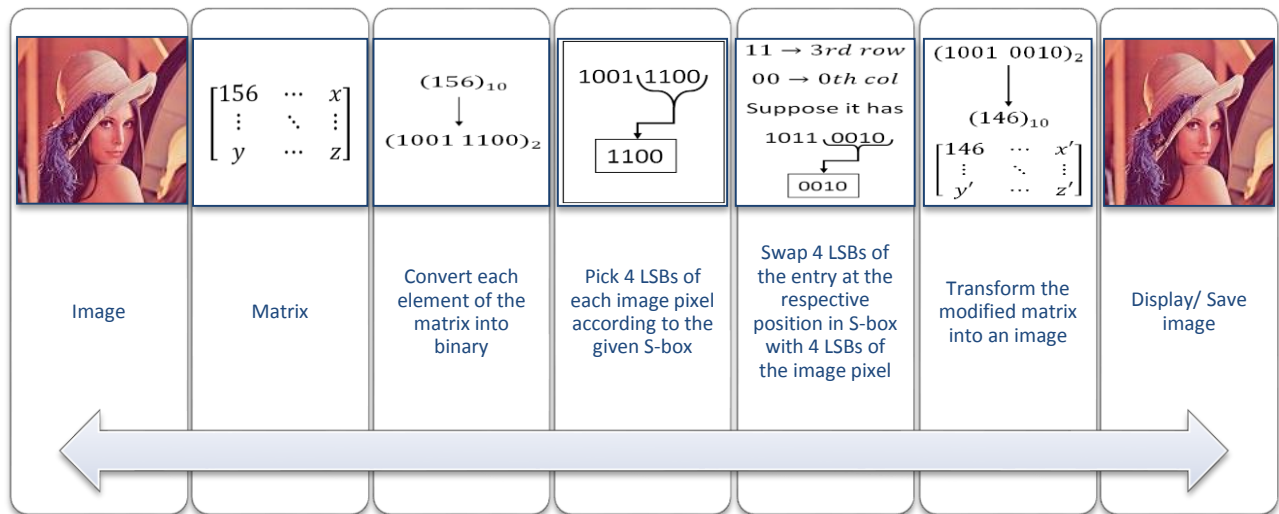 [156 ⋯ x]
[⋮ ⋱ ⋮]
[y ⋯ z]
(156)₁₀
(1001 1100)₂
1001 1100
1100
11 → 3rd row
00 → 0th col
Suppose it has
1011 0010
0010
(1001 0010)₂
(146)₁₀
[146 ⋯ x′]
[⋮ ⋱ ⋮]
[y′ ⋯ z′]
Image
Matrix
Convert each
element of the
matrix into
binary
Pick 4 LSBs of
each image pixel
according to the
given S-box
Swap 4 LSBs of
the entry at the
respective
position in S-box
with 4 LSBs of
the image pixel
Transform the
modified matrix
into an image
Display/ Save
image